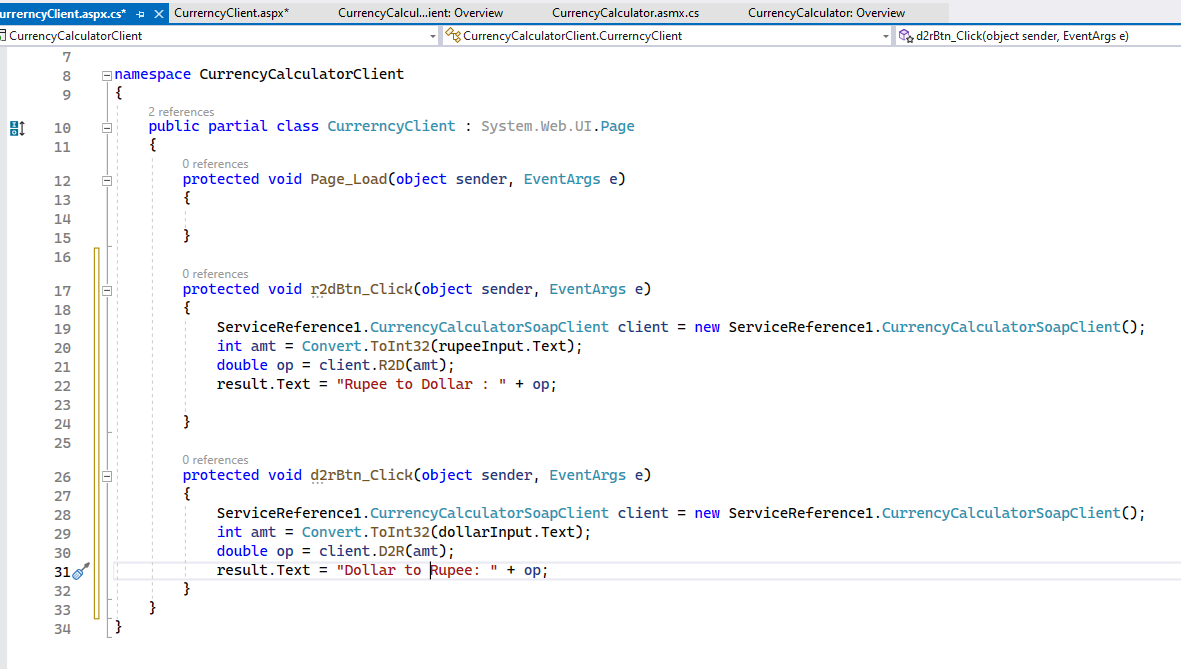 urrerncyClient.aspx.cs* CurrerncyClient.aspx* CurrencyCalcul...ient: Overview CurrencyCalculator.asmx.cs CurrencyCalculator: Overview
CurrencyCalculatorClient CurrencyCalculatorClient.CurrerncyClient d2rBtn_Click(object sender, EventArgs e)
7
8 namespace CurrencyCalculatorClient
9 {
2 references
10 public partial class CurrerncyClient : System.Web.UI.Page
11 {
0 references
12 protected void Page_Load(object sender, EventArgs e)
13 {
14
15 }
16
0 references
17 protected void r2dBtn_Click(object sender, EventArgs e)
18 {
19 ServiceReference1.CurrencyCalculatorSoapClient client = new ServiceReference1.CurrencyCalculatorSoapClient();
20 int amt = Convert.ToInt32(rupeeInput.Text);
21 double op = client.R2D(amt);
22 result.Text = "Rupee to Dollar : " + op;
23
24 }
25
0 references
26 protected void d2rBtn_Click(object sender, EventArgs e)
27 {
28 ServiceReference1.CurrencyCalculatorSoapClient client = new ServiceReference1.CurrencyCalculatorSoapClient();
29 int amt = Convert.ToInt32(dollarInput.Text);
30 double op = client.D2R(amt);
31 result.Text = "Dollar to Rupee: " + op;
32 }
33 }
34 }